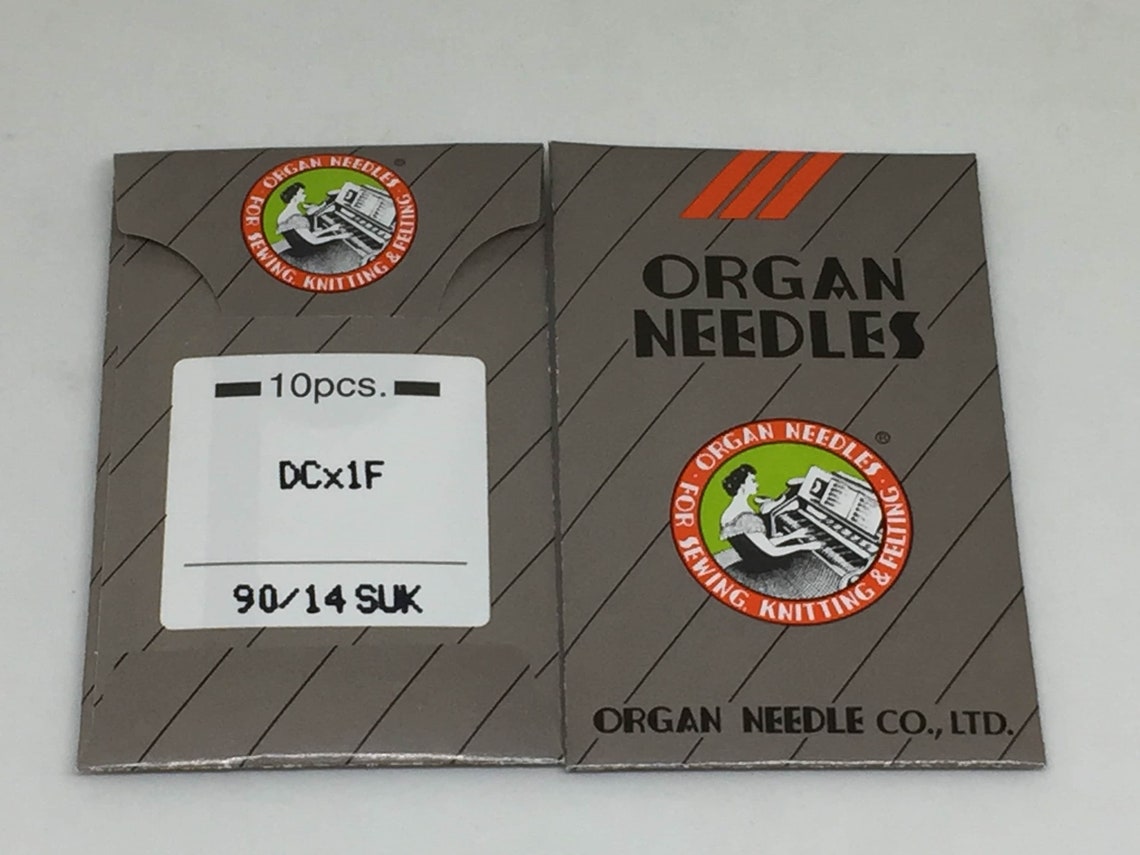 · ORGAN NEEDLES · ®
FOR SEWING, KNITTING & FELTING
10pcs.
DCx1F
90/14 SUK
ORGAN
NEEDLES
· ORGAN NEEDLES · ®
FOR SEWING, KNITTING & FELTING
ORGAN NEEDLE CO., LTD.